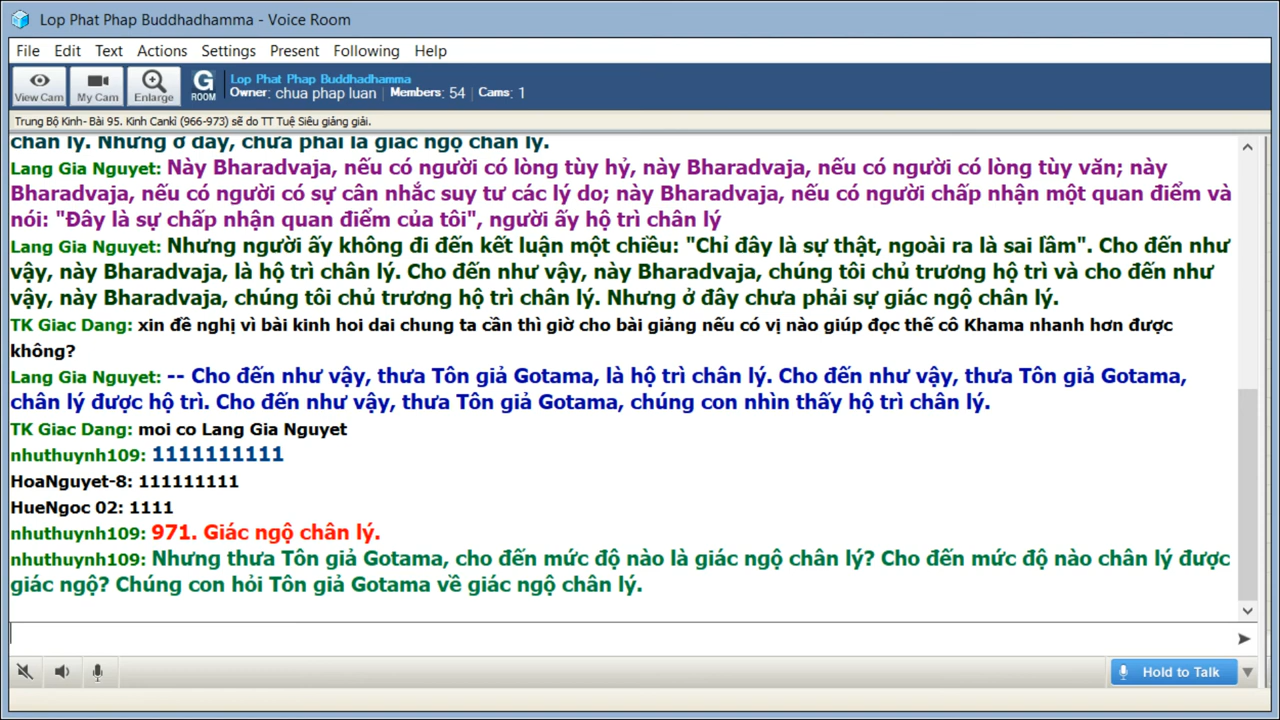 Lop Phat Phap Buddhadhamma - Voice Room
File Edit Text Actions Settings Present Following Help
View Cam My Cam Enlarge G ROOM Lop Phat Phap Buddhadhamma
Owner: chua phap luan | Members: 54 | Cams: 1
Trung Bộ Kinh- Bài 95. Kinh Cankì (966-973) sẽ do TT Tuệ Siêu giảng giải.
chân lý. Nhưng ở đây, chưa phải là giác ngộ chân lý.
Lang Gia Nguyet: Này Bharadvaja, nếu có người có lòng tùy hỷ, này Bharadvaja, nếu có người có lòng tùy văn; này
Bharadvaja, nếu có người có sự cân nhắc suy tư các lý do; này Bharadvaja, nếu có người chấp nhận một quan điểm và
nói: "Đây là sự chấp nhận quan điểm của tôi", người ấy hộ trì chân lý
Lang Gia Nguyet: Nhưng người ấy không đi đến kết luận một chiều: "Chỉ đây là sự thật, ngoài ra là sai lầm". Cho đến như
vậy, này Bharadvaja, là hộ trì chân lý. Cho đến như vậy, này Bharadvaja, chúng tôi chủ trương hộ trì và cho đến như
vậy, này Bharadvaja, chúng tôi chủ trương hộ trì chân lý. Nhưng ở đây chưa phải sự giác ngộ chân lý.
TK Giac Dang: xin đề nghị vì bài kinh hoi dai chung ta cần thì giờ cho bài giảng nếu có vị nào giúp đọc thế cô Khama nhanh hơn được
không?
Lang Gia Nguyet: -- Cho đến như vậy, thưa Tôn giả Gotama, là hộ trì chân lý. Cho đến như vậy, thưa Tôn giả Gotama,
chân lý được hộ trì. Cho đến như vậy, thưa Tôn giả Gotama, chúng con nhìn thấy hộ trì chân lý.
TK Giac Dang: moi co Lang Gia Nguyet
nhuthuynh109: 1111111111
HoaNguyet-8: 111111111
HueNgoc 02: 1111
nhuthuynh109: 971. Giác ngộ chân lý.
nhuthuynh109: Nhưng thưa Tôn giả Gotama, cho đến mức độ nào là giác ngộ chân lý? Cho đến mức độ nào chân lý được
giác ngộ? Chúng con hỏi Tôn giả Gotama về giác ngộ chân lý.
Hold to Talk